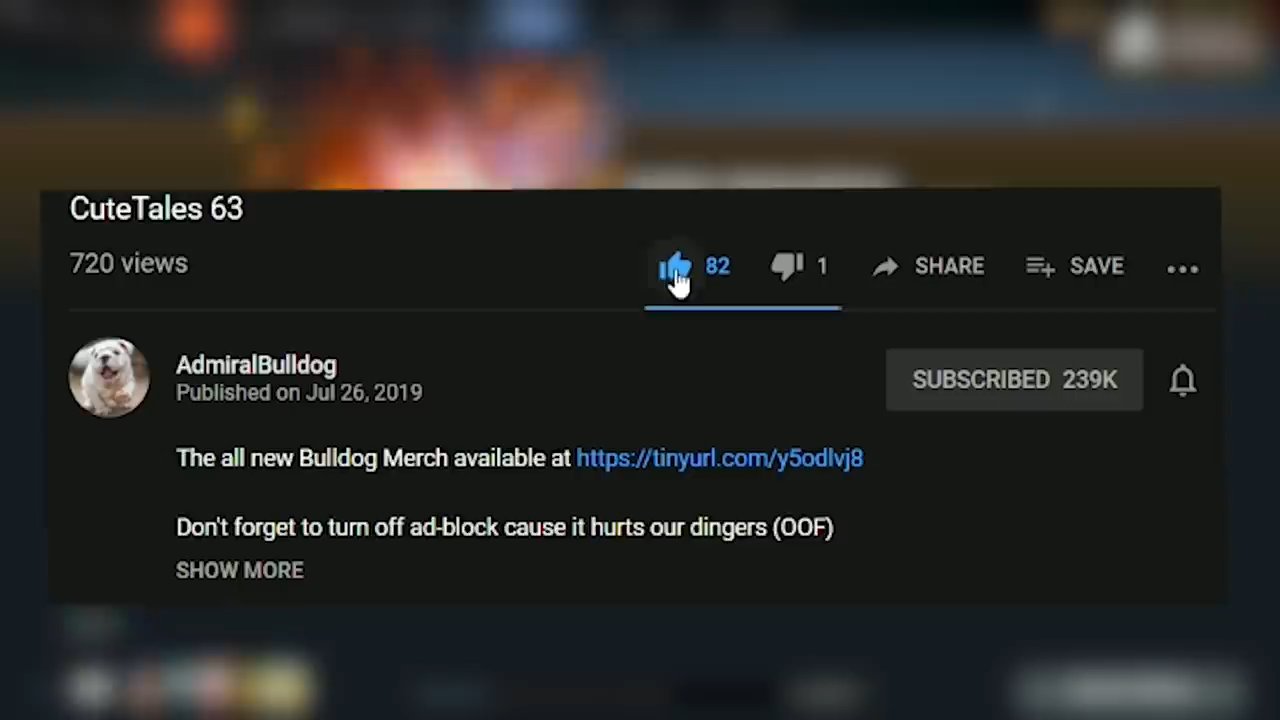 CuteTales 63
720 views
82 1 SHARE SAVE
AdmiralBulldog
Published on Jul 26, 2019
SUBSCRIBED 239K
The all new Bulldog Merch available at https://tinyurl.com/y5odlvj8
Don't forget to turn off ad-block cause it hurts our dingers (OOF)
SHOW MORE